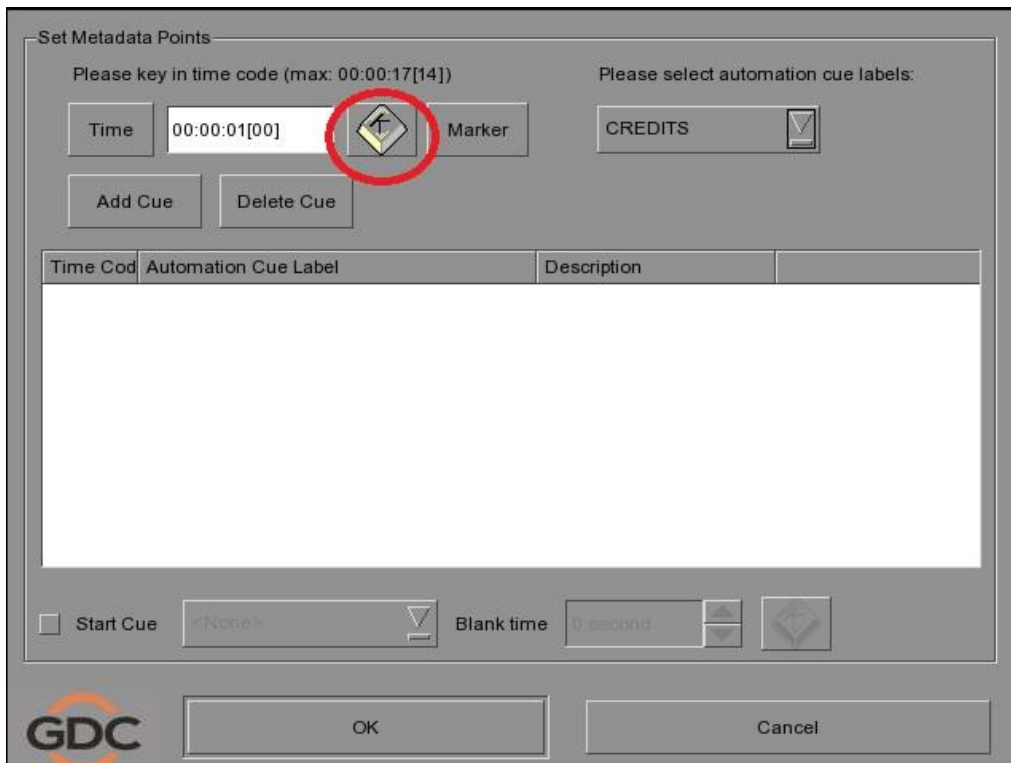 Set Metadata Points
Please key in time code (max: 00:00:17[14])
Please select automation cue labels:
Time
00:00:01[00]
Marker
CREDITS
Add Cue
Delete Cue
Time Cod
Automation Cue Label
Description
Start Cue
<None>
Blank time
0 second
GDC
OK
Cancel